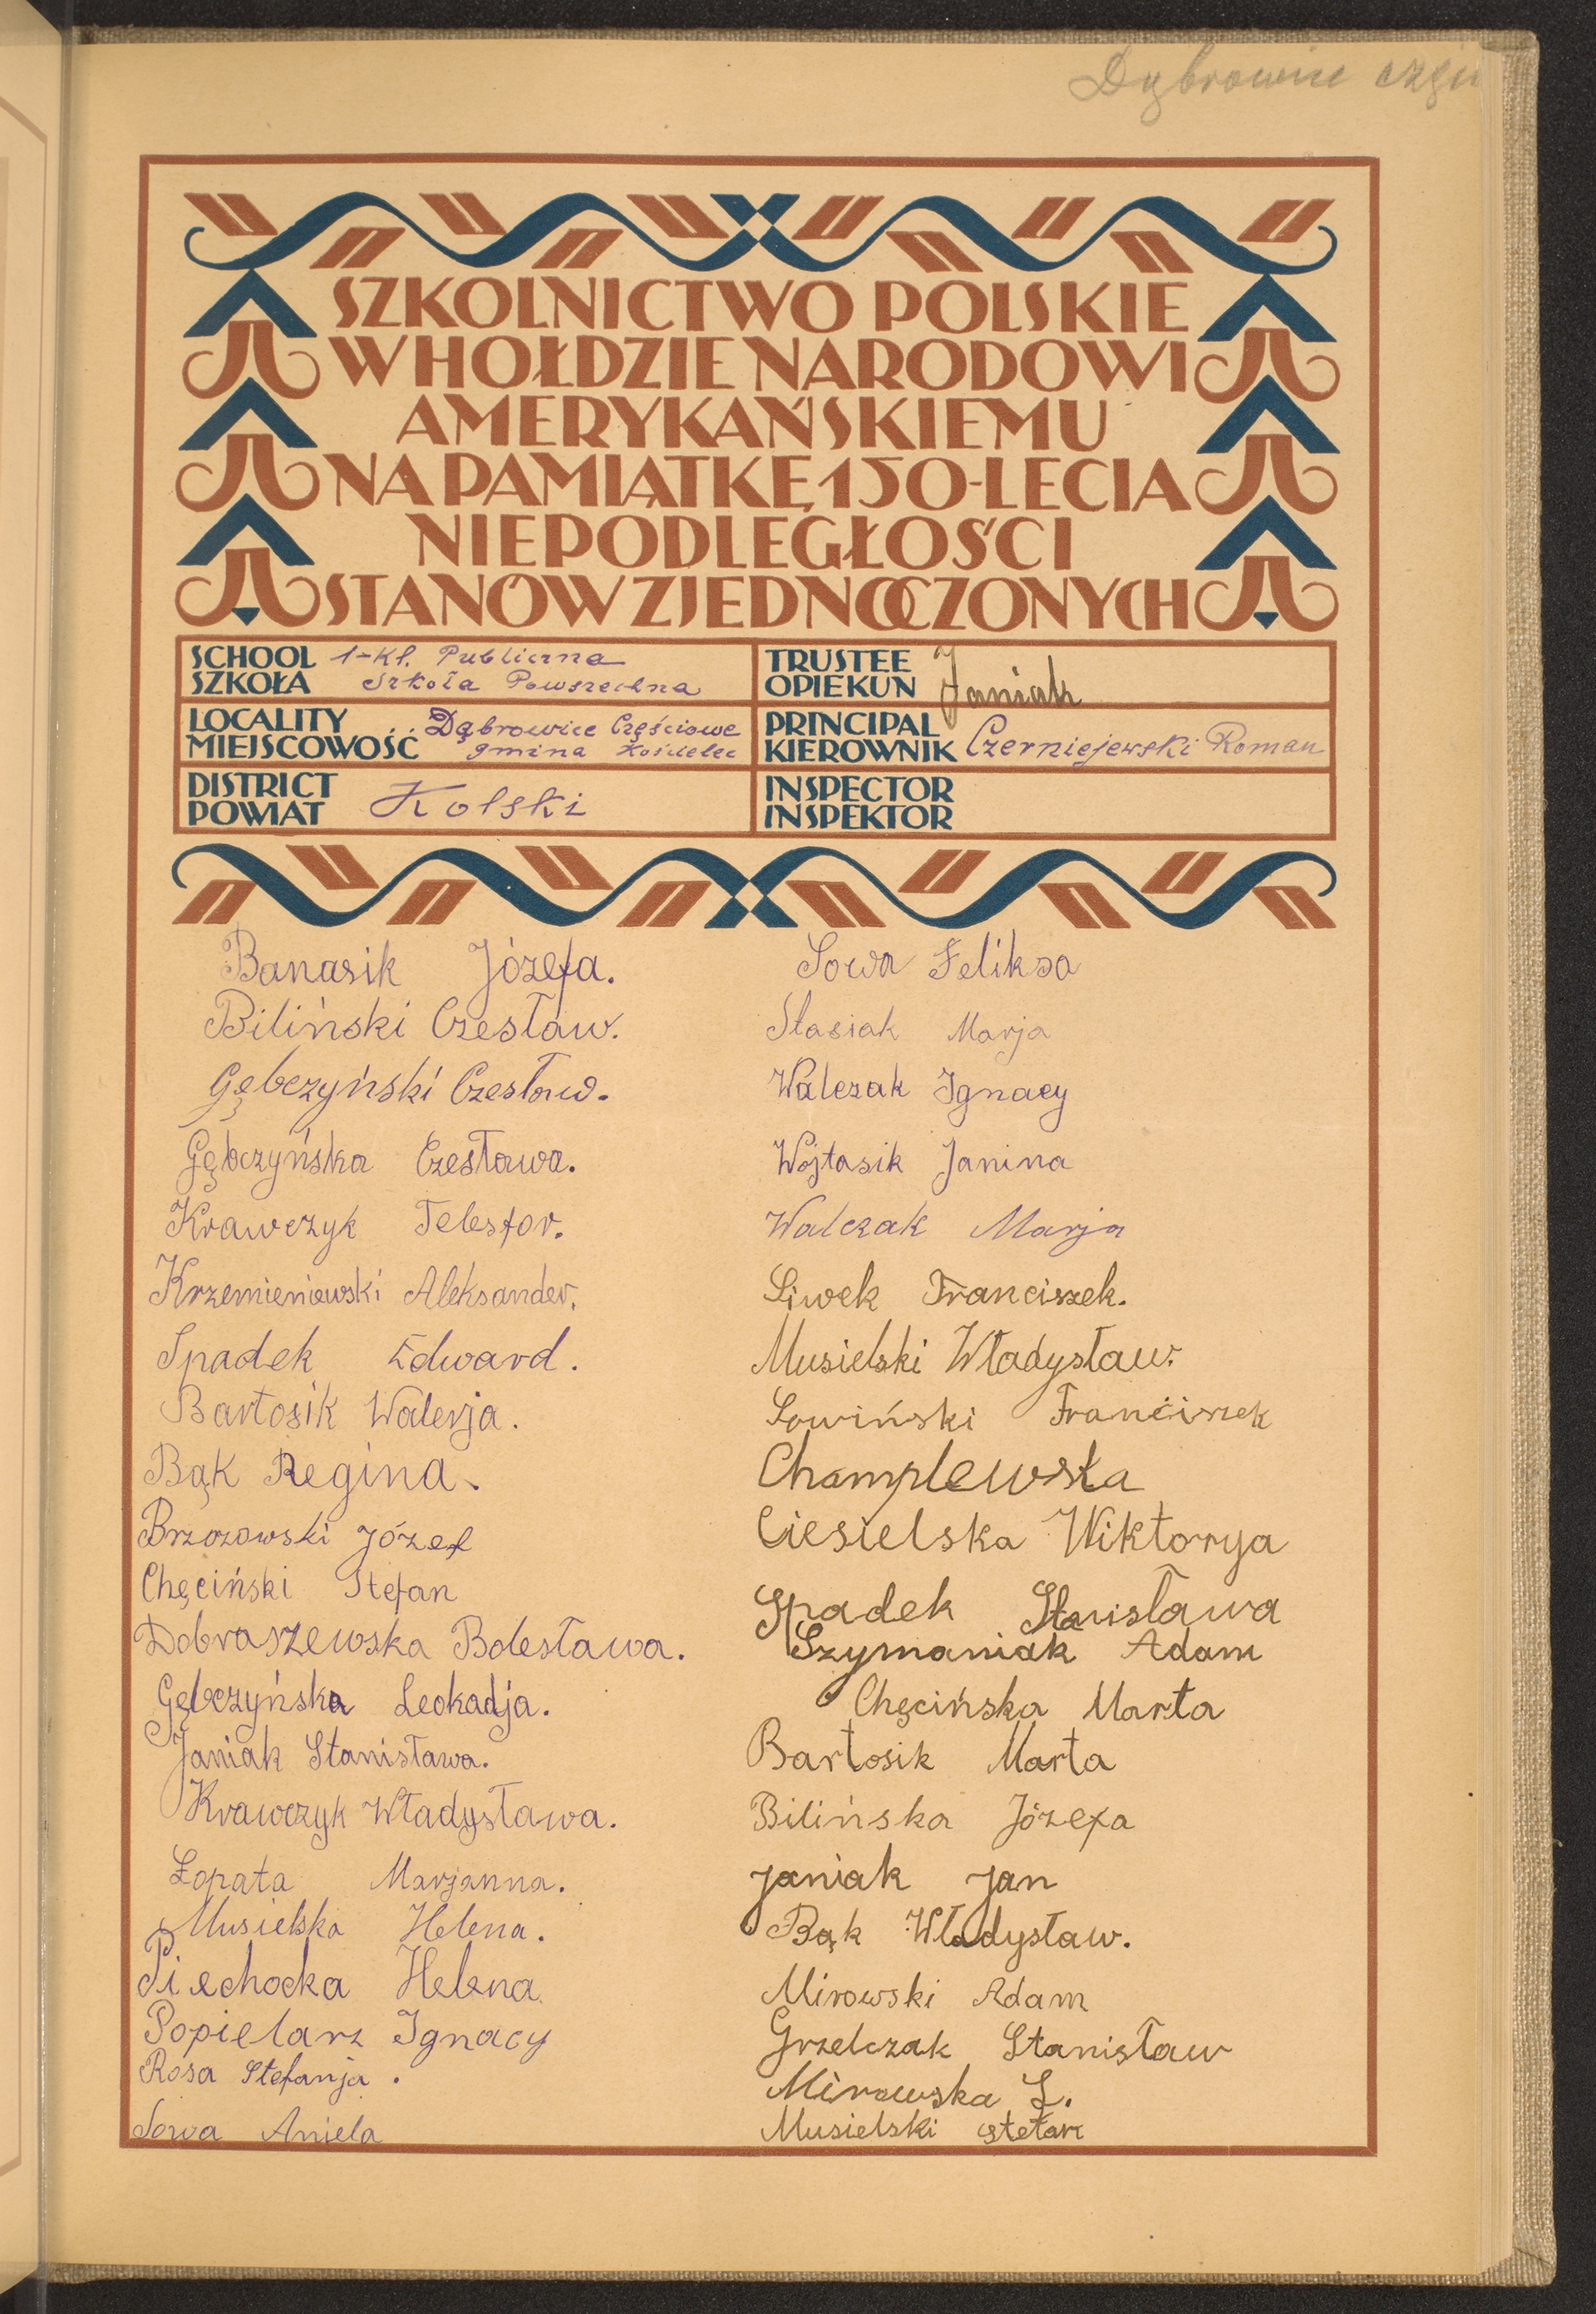 Dąbrowice częś
SZKOLNICTWO POLSKIE
W HOŁDZIE NARODOWI
AMERYKAŃSKIEMU
NA PAMIĄTKĘ 150-LECIA
NIEPODLEGŁOŚCI
STANÓW ZJEDNOCZONYCH
SCHOOL SZKOŁA 1-kl. Publiczna
Szkoła Powszechna
TRUSTEE OPIEKUN Janiak
LOCALITY MIEJSCOWOŚĆ Dąbrowice Częściowe
gmina Kościelec
PRINCIPAL KIEROWNIK Czerniejewski Roman
DISTRICT POWIAT Kolski
INSPECTOR INSPEKTOR
Banasik Józefa.
Biliński Czesław.
Gębczyński Czesław.
Gębczyńska Czesława.
Krawczyk Telesfor.
Krzemieniewski Aleksander.
Spadek Edward.
Bartosik Walerja.
Bąk Regina.
Brzozowski Józef
Chęciński Stefan
Dobraszewska Bolesława.
Gębczyńska Leokadja.
Janiak Stanisława.
Krawczyk Władysława.
Łopata Marjanna.
Musielska Helena.
Piechocka Helena.
Popielarz Ignacy
Rosa Stefanja.
Sowa Aniela
Sowa Feliksa
Stasiak Marja
Walczak Ignacy
Wojtasik Janina
Walczak Marja
Siwek Franciszek.
Musielski Władysław.
Sowiński Franciszek
Champlewska
Ciesielska Wiktorya
Spadek Stanisława
Szymaniak Adam
Chęcińska Marta
Bartosik Marta
Bilińska Józefa
Janiak Jan
Bąk Władysław.
Mirowski Adam
Grzelczak Stanisław
Mirowska S.
Musielski Stefan